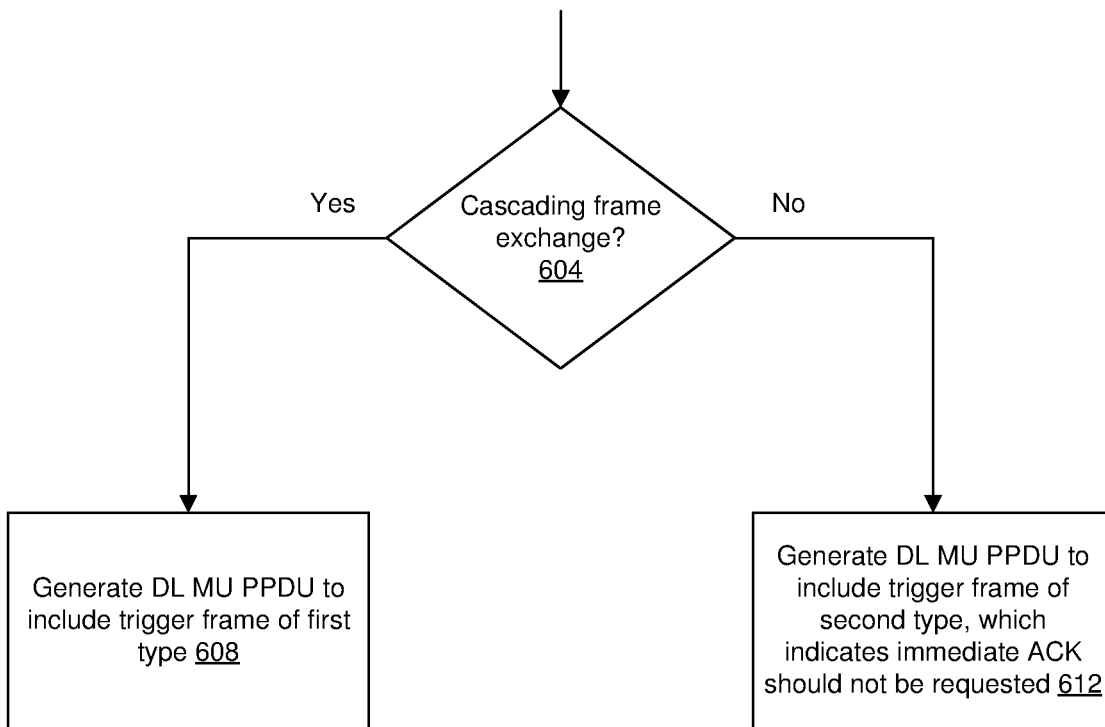 Yes
Cascading frame
exchange?
604
No
Generate DL MU PPDU to
include trigger frame of first
type 608
Generate DL MU PPDU to
include trigger frame of
second type, which
indicates immediate ACK
should not be requested 612